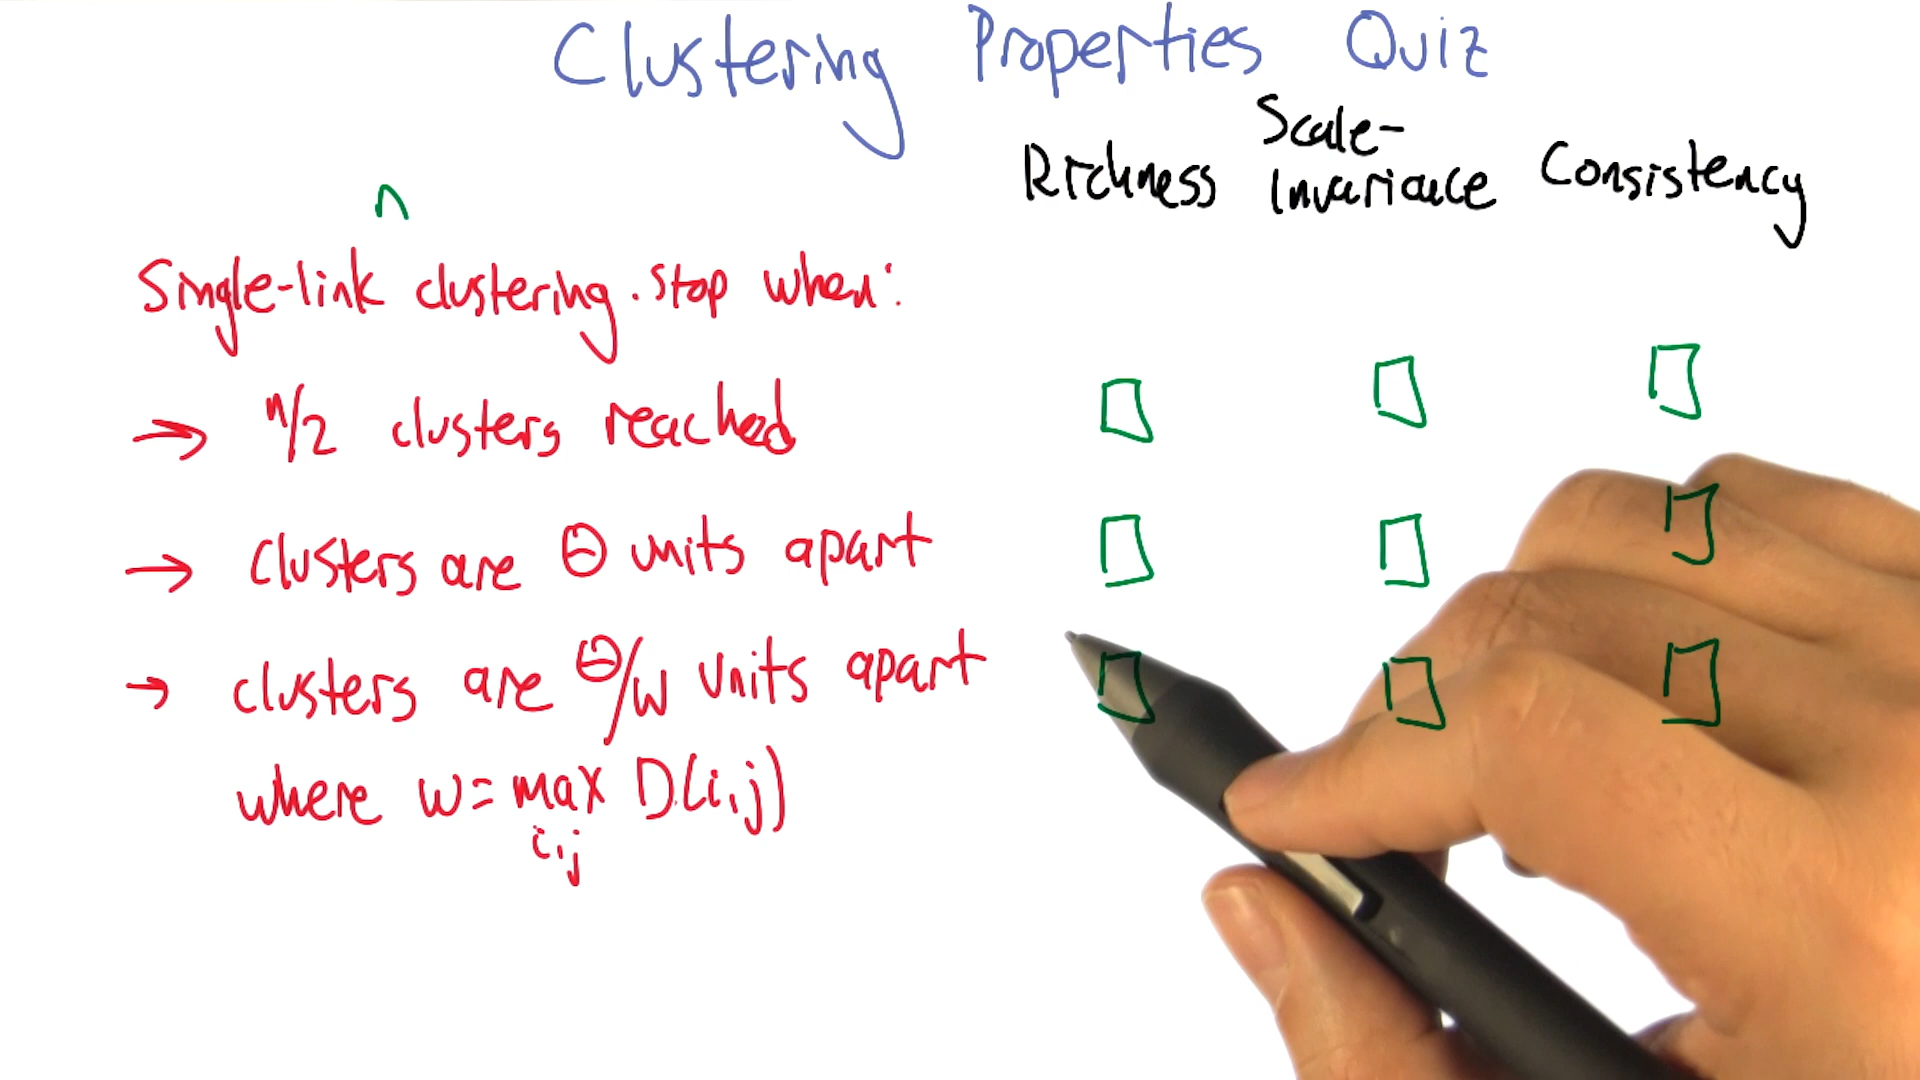 Clustering Properties Quiz
Richness Scale-Invariance Consistency
n
Single-link clustering. stop when:
→ n/2 clusters reached
→ clusters are Θ units apart
→ clusters are Θ/w units apart
where w = max D(i,j)
i,j